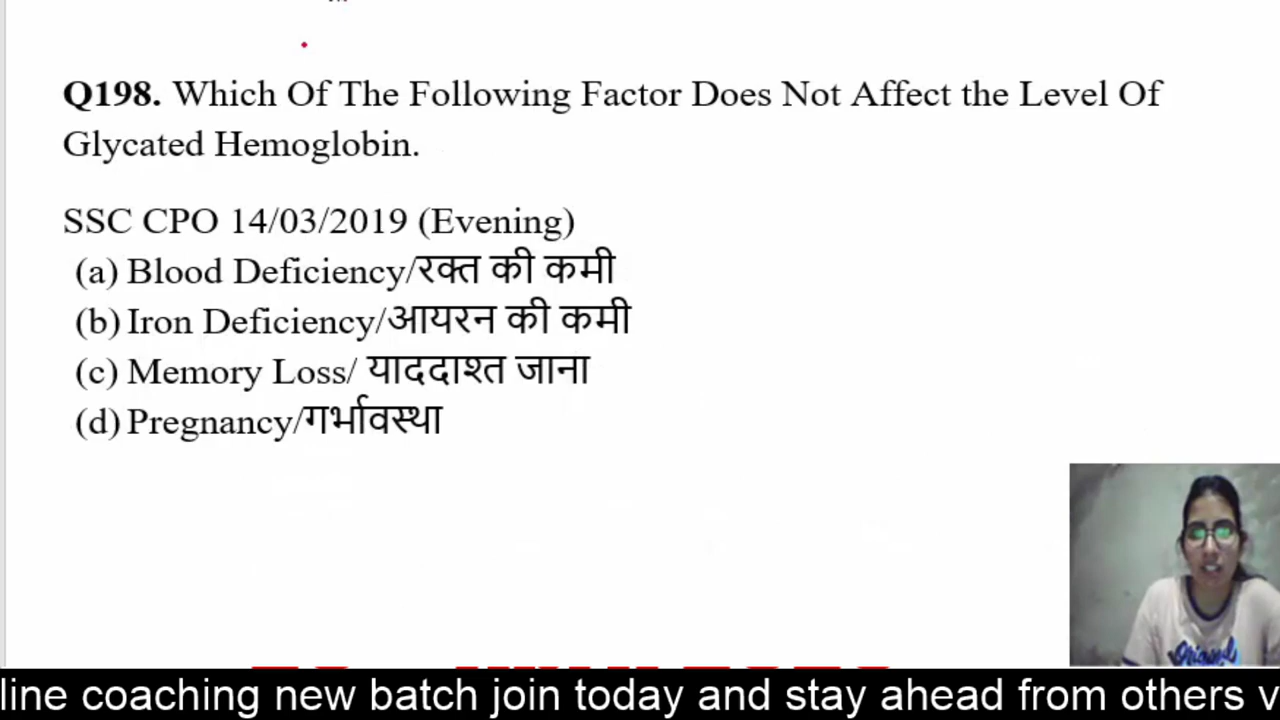 Q198. Which Of The Following Factor Does Not Affect the Level Of
Glycated Hemoglobin.
SSC CPO 14/03/2019 (Evening)
(a) Blood Deficiency/रक्त की कमी
(b) Iron Deficiency/आयरन की कमी
(c) Memory Loss/ याददाश्त जाना
(d) Pregnancy/गर्भावस्था
line coaching new batch join today and stay ahead from others v